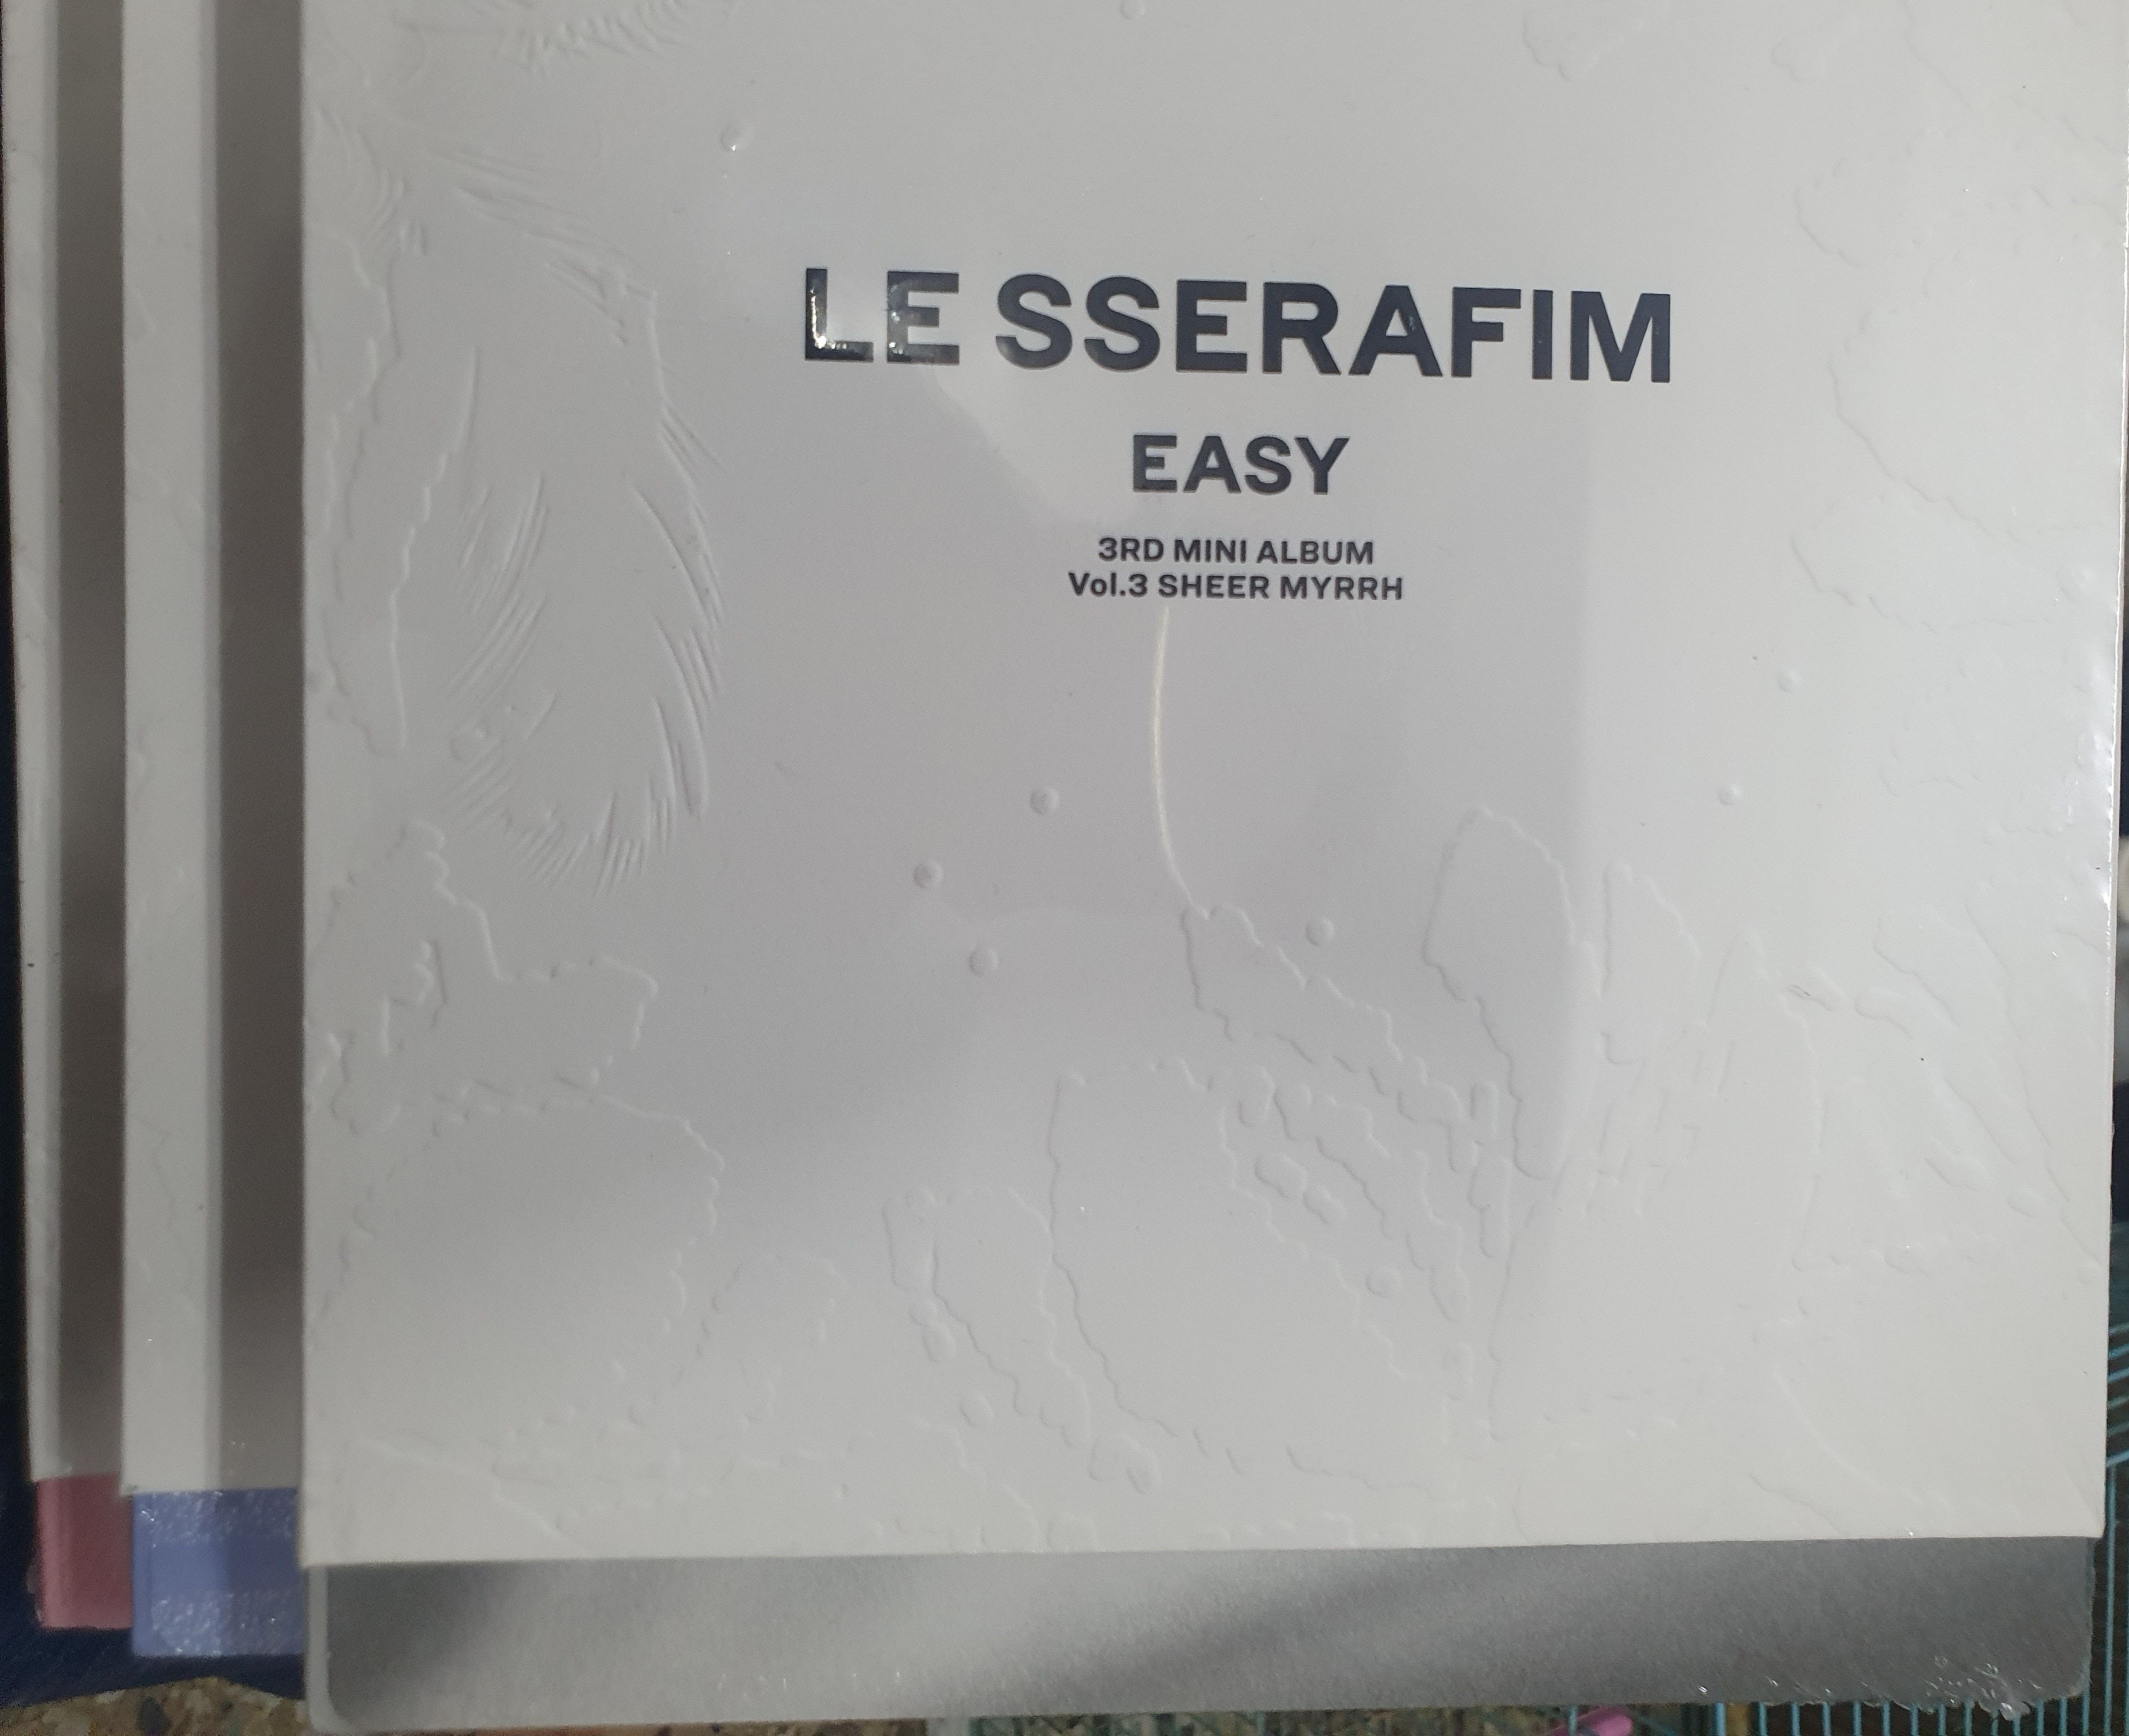 LE SSERAFIM
EASY
3RD MINI ALBUM
Vol.3 SHEER MYRRH